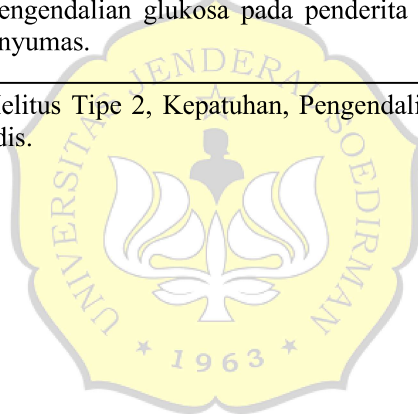 engendalian glukosa pada penderita
nyumas.
elitus Tipe 2, Kepatuhan, Pengendali
dis.
UNIVERSITAS JENDERAL SOEDIRMAN
1963